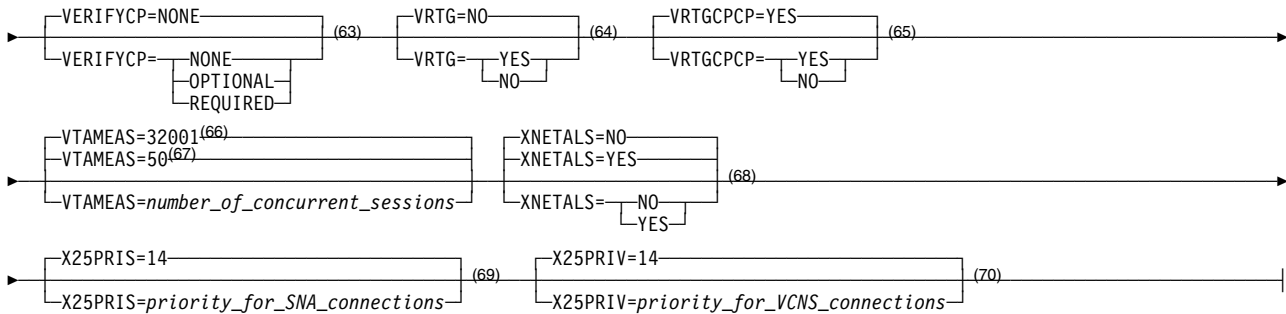 VERIFYCP=NONE VRTG=NO VRTGCPCP=YES
(63) (64) (65)
VERIFYCP= NONE VRTG= YES VRTGCPCP= YES
OPTIONAL NO NO
REQUIRED
VTAMEAS=32001(66) XNETALS=NO
VTAMEAS=50(67) XNETALS=YES
(68)
VTAMEAS=number_of_concurrent_sessions XNETALS= NO
YES
X25PRIS=14 X25PRIV=14
(69) (70)
X25PRIS=priority_for_SNA_connections X25PRIV=priority_for_VCNS_connections